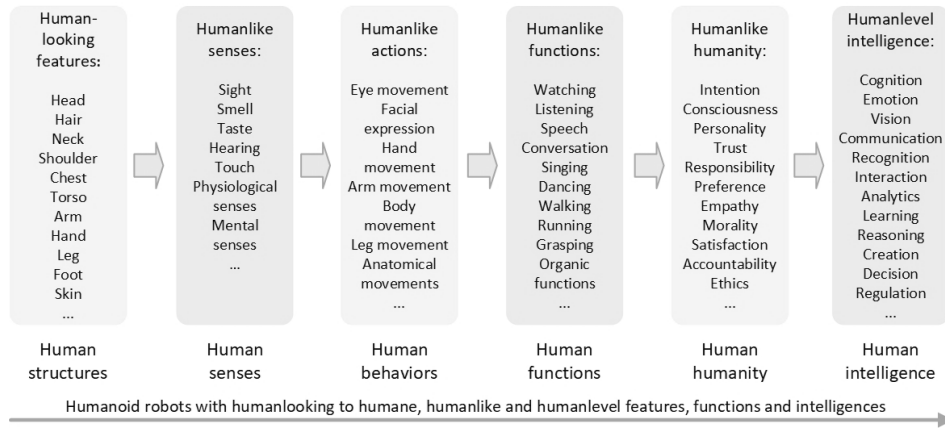 Human-
looking
features:
Head
Hair
Neck
Shoulder
Chest
Torso
Arm
Hand
Leg
Foot
Skin
...
Humanlike
senses:
Sight
Smell
Taste
Hearing
Touch
Physiological
senses
Mental
senses
...
Humanlike
actions:
Eye movement
Facial
expression
Hand
movement
Arm movement
Body
movement
Leg movement
Anatomical
movements
...
Humanlike
functions:
Watching
Listening
Speech
Conversation
Singing
Dancing
Walking
Running
Grasping
Organic
functions
...
Humanlike
humanity:
Intention
Consciousness
Personality
Trust
Responsibility
Preference
Empathy
Morality
Satisfaction
Accountability
Ethics
...
Humanlevel
intelligence:
Cognition
Emotion
Vision
Communication
Recognition
Interaction
Analytics
Learning
Reasoning
Creation
Decision
Regulation
...
Human
structures
Human
senses
Human
behaviors
Human
functions
Human
humanity
Human
intelligence
Humanoid robots with humanlooking to humane, humanlike and humanlevel features, functions and intelligences